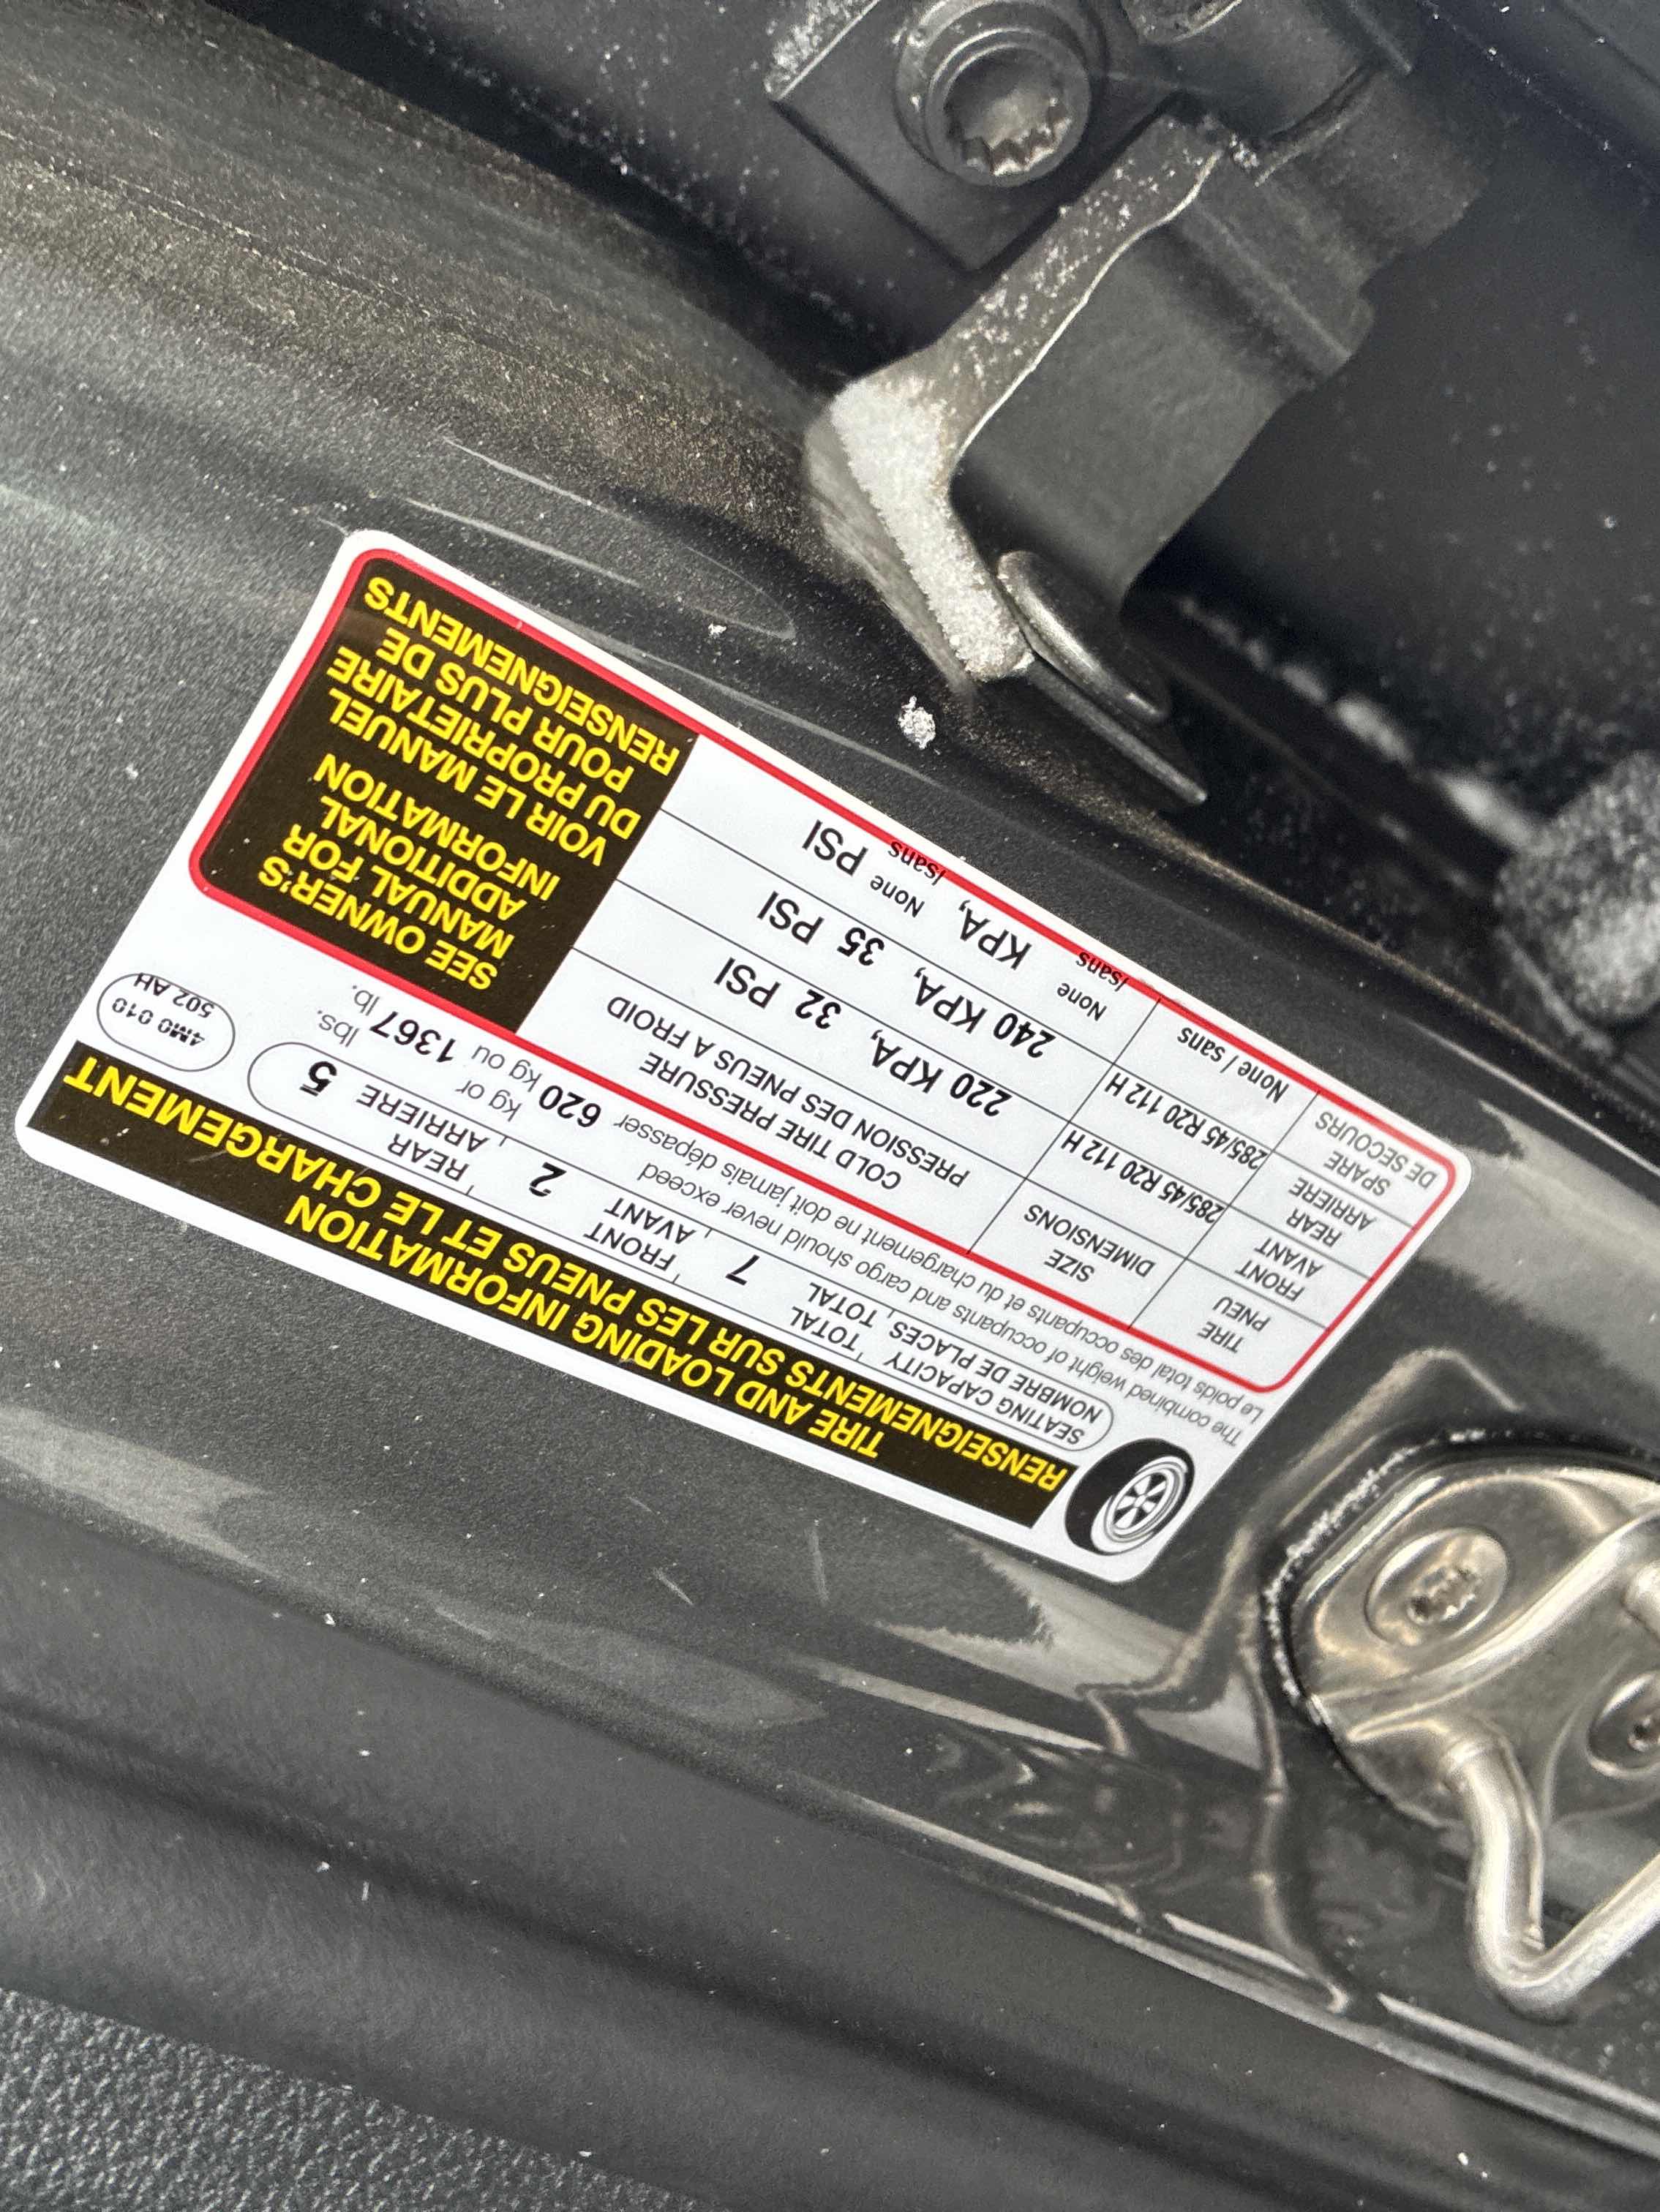 TIRE AND LOADING INFORMATION
RENSEIGNEMENTS SUR LES PNEUS ET LE CHARGEMENT
SEATING CAPACITY TOTAL 7 FRONT 2 REAR 5
NOMBRE DE PLACES TOTAL AVANT ARRIERE
4M0 010
502 AH
The combined weight of occupants and cargo should never exceed kg or lbs.
Le poids total des occupants et du chargement ne doit jamais dépasser 620 kg ou 1367 lb.
TIRE
PNEU
SIZE
DIMENSIONS
COLD TIRE PRESSURE
PRESSION DES PNEUS A FROID
FRONT
AVANT
285/45 R20 112 H
220 KPA, 32 PSI
REAR
ARRIERE
285/45 R20 112 H
240 KPA, 35 PSI
SPARE
DE SECOURS
None / sans
None
/sans
KPA,
None
/sans
PSI
SEE OWNER'S
MANUAL FOR
ADDITIONAL
INFORMATION
VOIR LE MANUEL
DU PROPRIETAIRE
POUR PLUS DE
RENSEIGNEMENTS